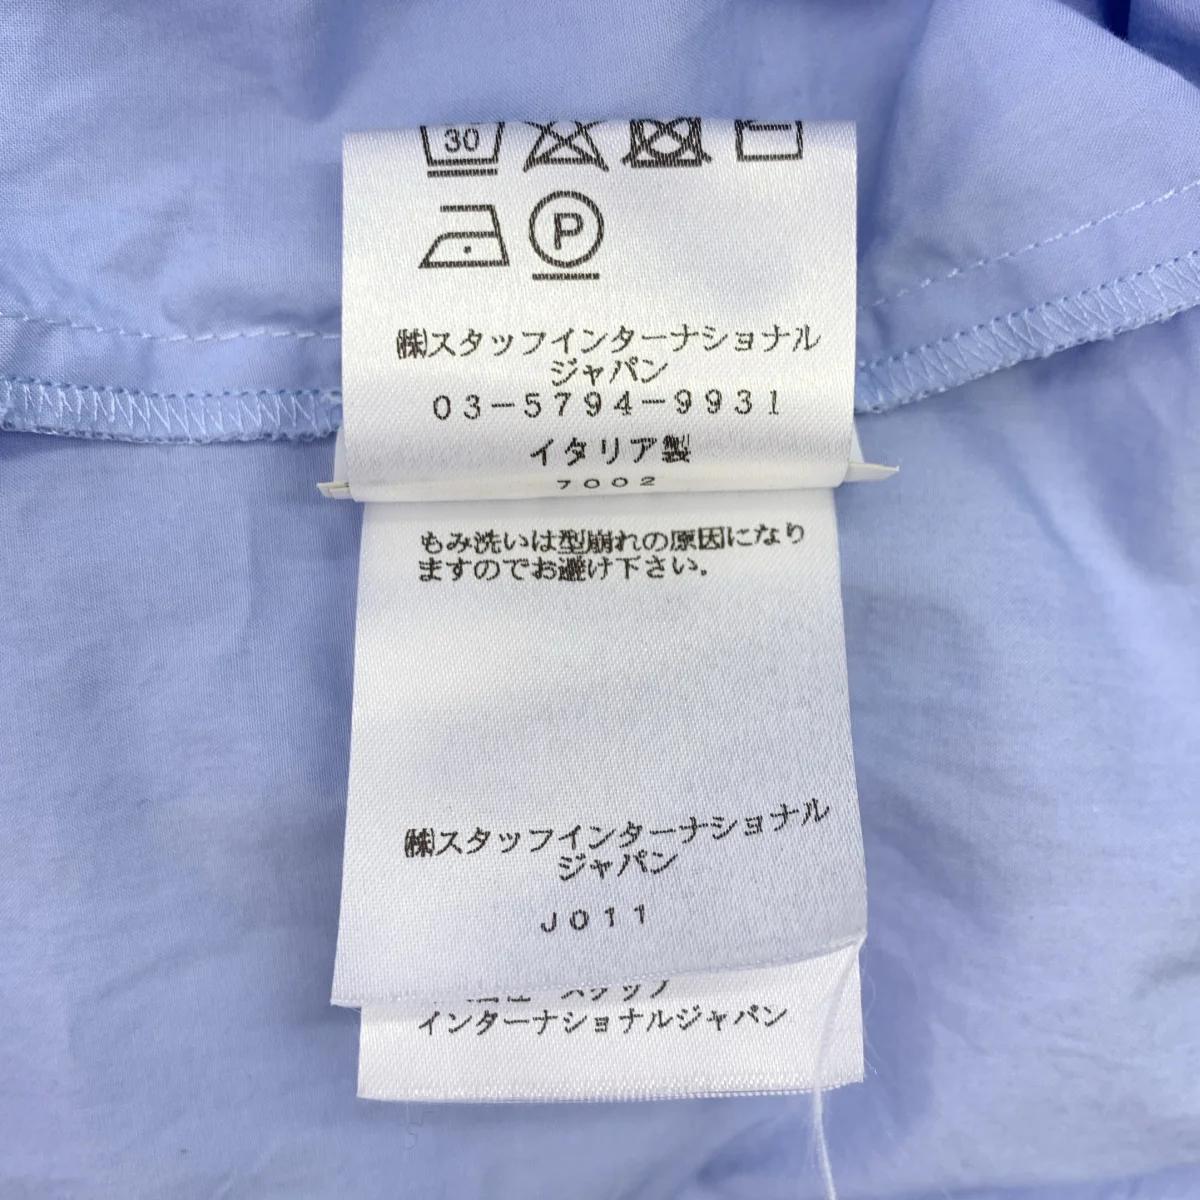 30
P
㈱スタッフインターナショナル
ジャパン
03-5794-9931
イタリア製
7002
もみ洗いは型崩れの原因になり
ますのでお避け下さい.
㈱スタッフインターナショナル
ジャパン
J011
スタッフ
インターナショナルジャパン